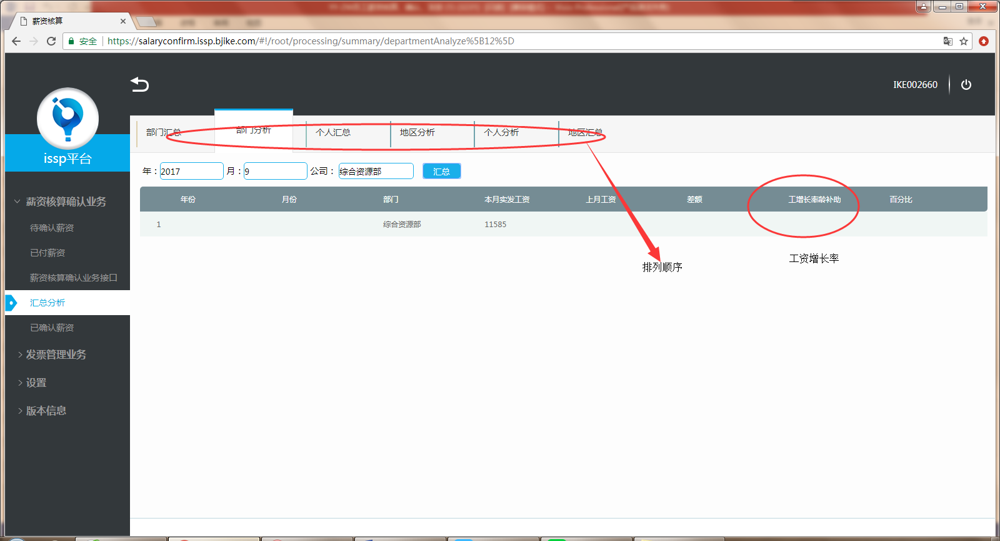 薪资核算
安全
https://salaryconfirm.issp.bjike.com/#!/root/processing/summary/departmentAnalyze%5B12%5D
IKE002660
issp平台
部门汇总
部门分析
个人汇总
地区分析
个人分析
地区汇总
年：2017 月：9 公司：综合资源部 汇总
年份 月份 部门 本月实发工资 上月工资 差额 工增长率龄补助 百分比
1 综合资源部 11585
排列顺序
工资增长率
薪资核算确认业务
待确认薪资
已付薪资
薪资核算确认业务接口
汇总分析
已确认薪资
发票管理业务
设置
版本信息